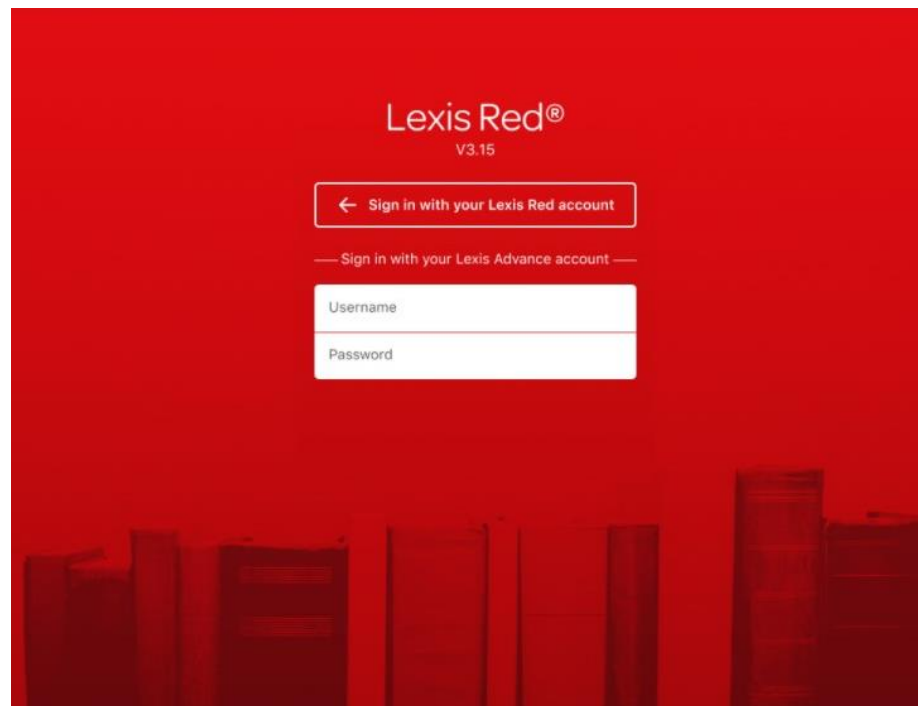 Lexis Red®
V3.15
← Sign in with your Lexis Red account
Sign in with your Lexis Advance account
Username
Password